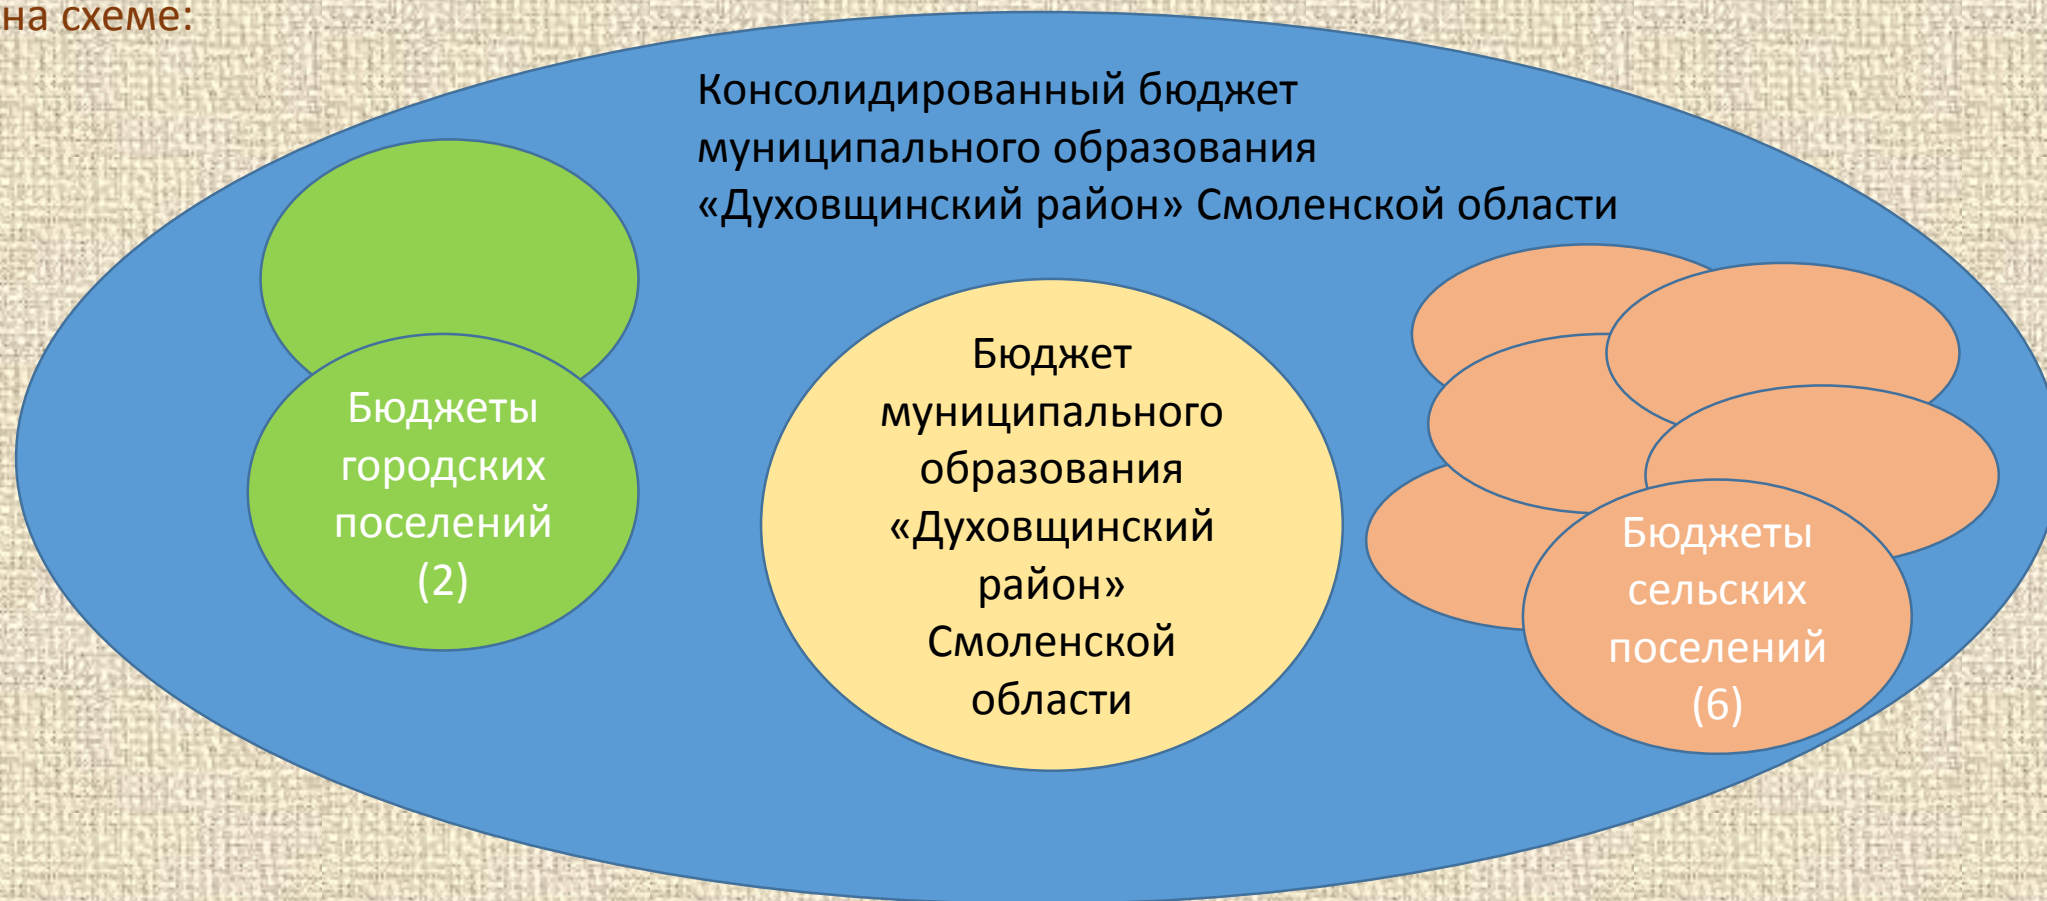 на схеме:
Консолидированный бюджет
муниципального образования
«Духовщинский район» Смоленской области
Бюджеты
городских
поселений
(2)
Бюджет
муниципального
образования
«Духовщинский
район»
Смоленской
области
Бюджеты
сельских
поселений
(6)